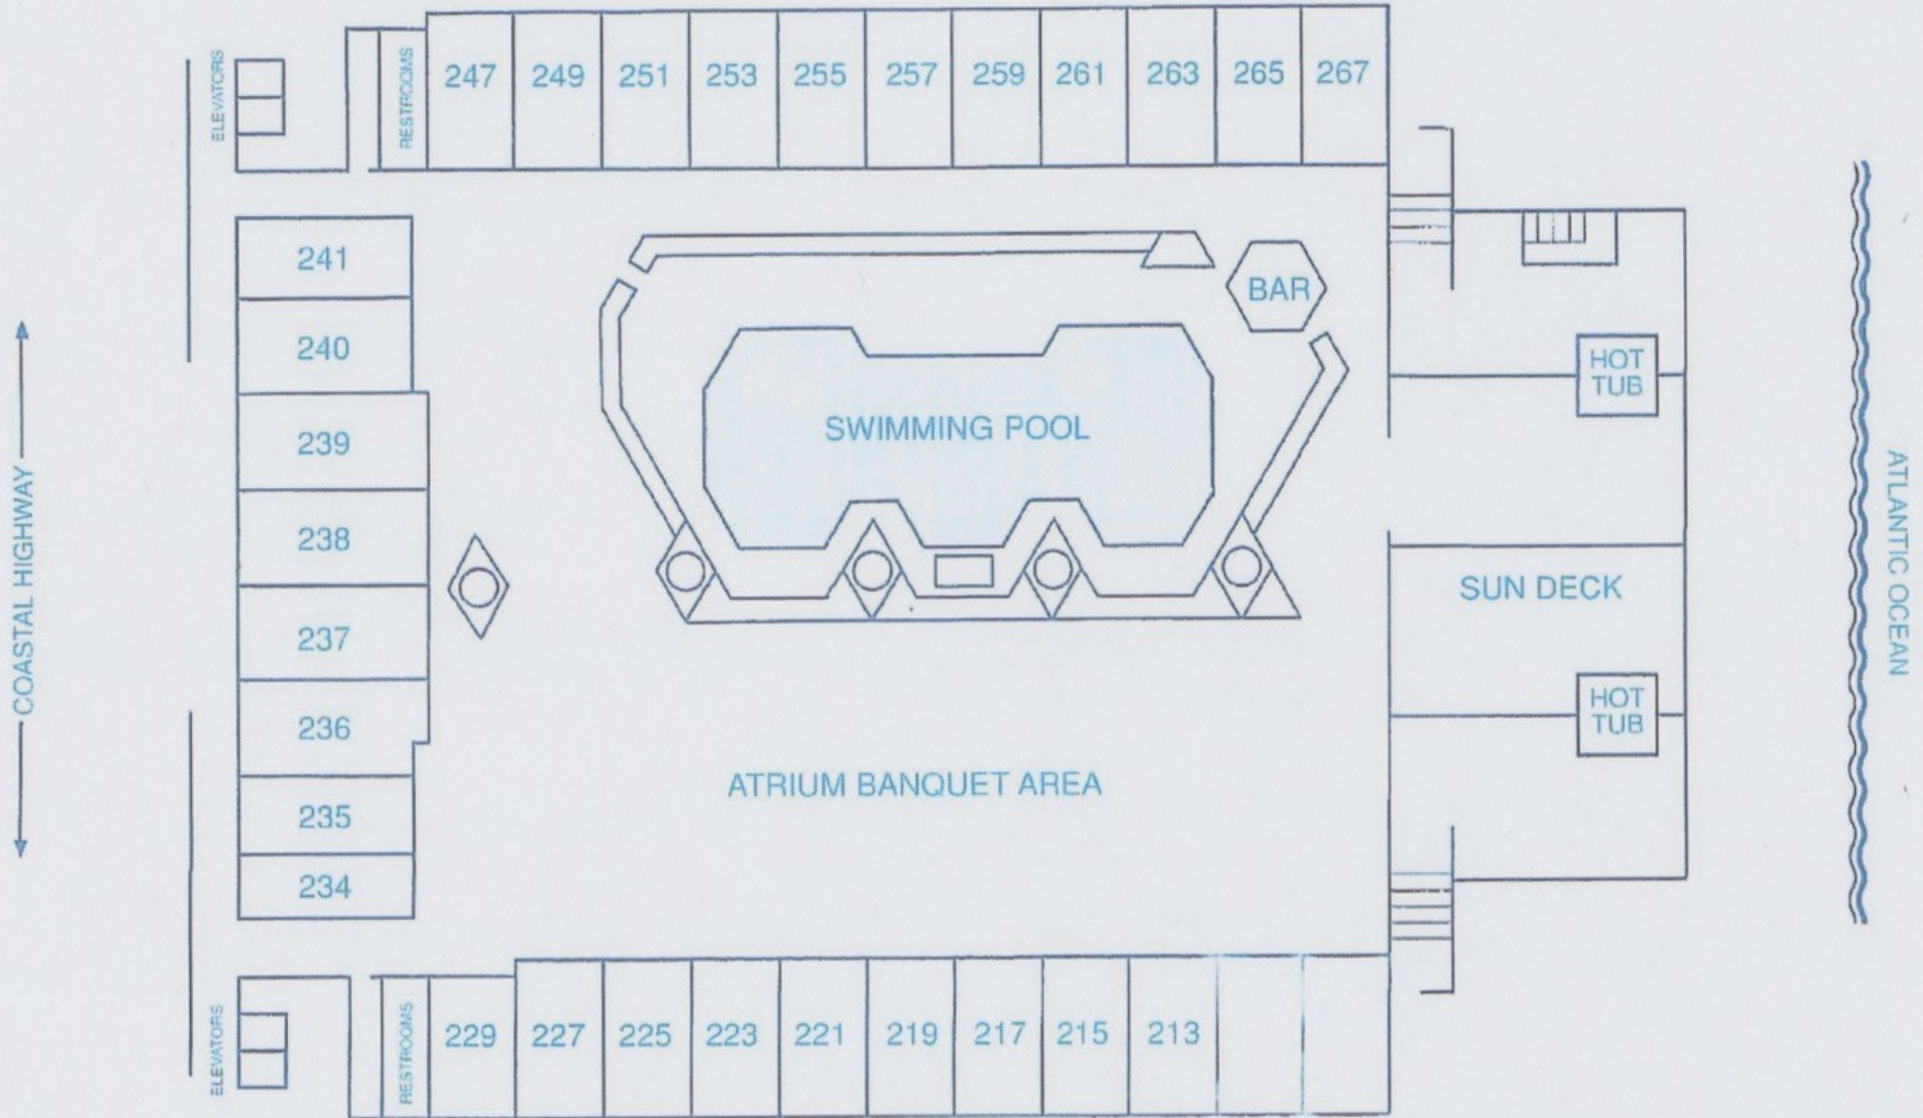 ELEVATORS
RESTROOMS
247 249 251 253 255 257 259 261 263 265 267
241
240
239
238
237
236
235
234
COASTAL HIGHWAY
BAR
SWIMMING POOL
HOT
TUB
SUN DECK
HOT
TUB
ATLANTIC OCEAN
ATRIUM BANQUET AREA
ELEVATORS
RESTROOMS
229 227 225 223 221 219 217 215 213